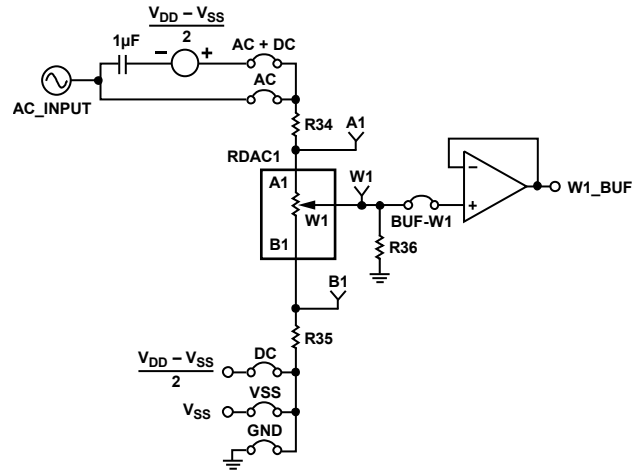 V_DD – V_SS
2
1µF
–
+
AC + DC
AC
AC_INPUT
R34
A1
RDAC1
A1
W1
W1
B1
BUF-W1
–
+
W1_BUF
R36
B1
R35
V_DD – V_SS
2
DC
V_SS
VSS
GND